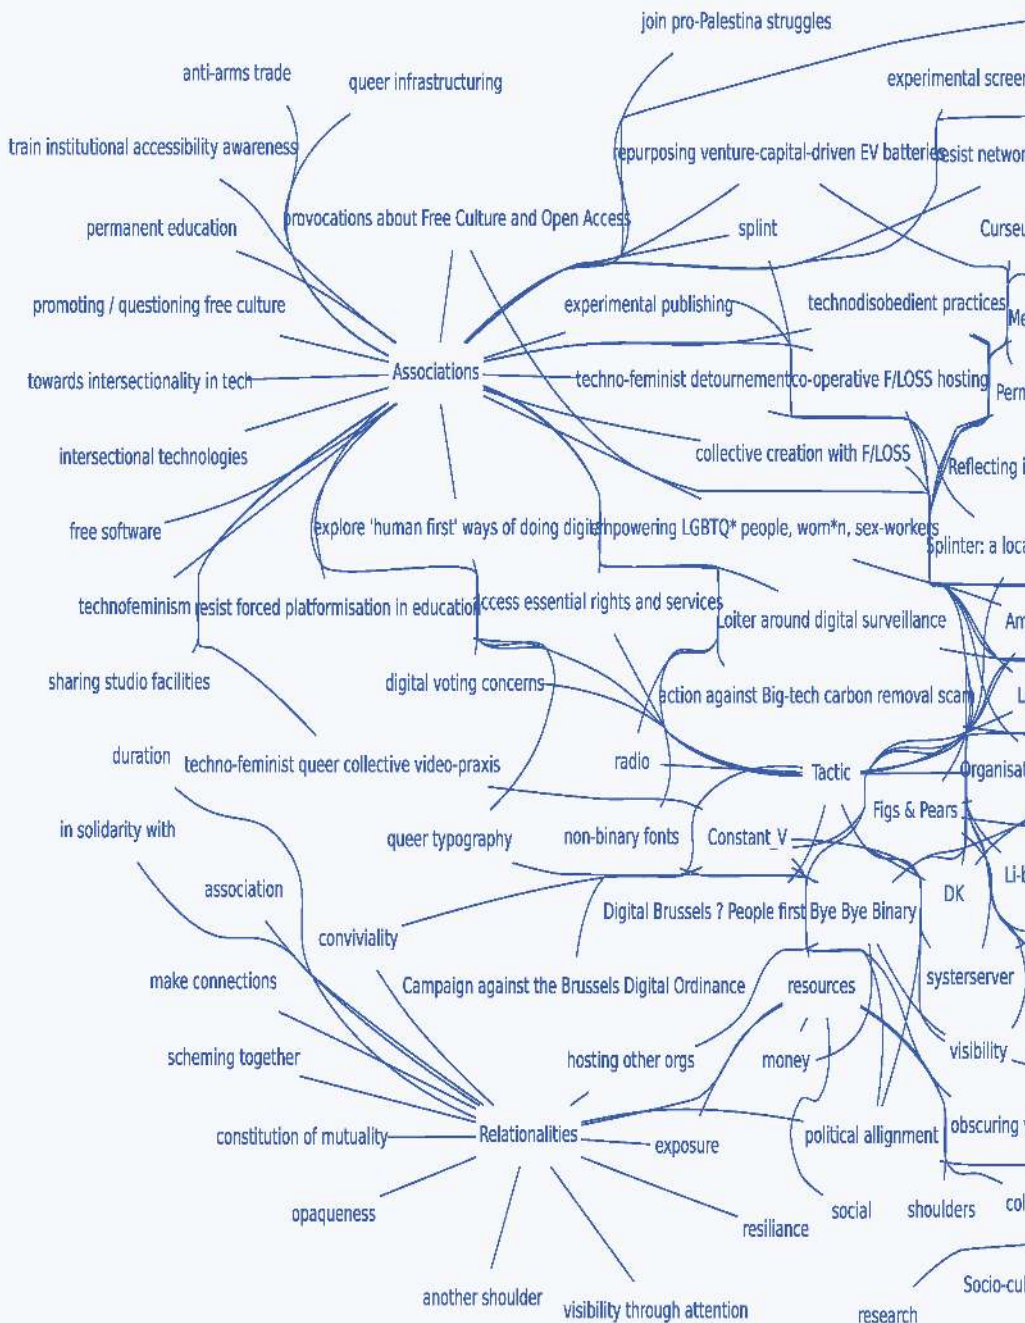 join pro-Palestina struggles
anti-arms trade
queer infrastructuring
experimental screen
train institutional accessibility awareness
repurposing venture-capital-driven EV batteries
resist networ
provocations about Free Culture and Open Access
permanent education
splint
Curseu
promoting / questioning free culture
experimental publishing
technodisobedient practices
Me
Associations
towards intersectionality in tech
techno-feminist detournement
co-operative F/LOSS hosting
Perm
intersectional technologies
collective creation with F/LOSS
Reflecting i
free software
explore 'human first' ways of doing digit
empowering LGBTQ* people, wom*n, sex-workers
Splinter: a loca
technofeminism
resist forced platformisation in education
access essential rights and services
Loiter around digital surveillance
Am
sharing studio facilities
digital voting concerns
action against Big-tech carbon removal scam
L
duration
techno-feminist queer collective video-praxis
radio
Tactic
Organisat
in solidarity with
queer typography
non-binary fonts
Constant_V
Figs & Pears
association
conviviality
Digital Brussels ? People first
Bye Bye Binary
DK
Li-b
make connections
Campaign against the Brussels Digital Ordinance
resources
systerserver
scheming together
hosting other orgs
money
visibility
constitution of mutuality
Relationalities
exposure
political allignment
obscuring
opaqueness
resiliance
social
shoulders
col
another shoulder
visibility through attention
research
Socio-cul